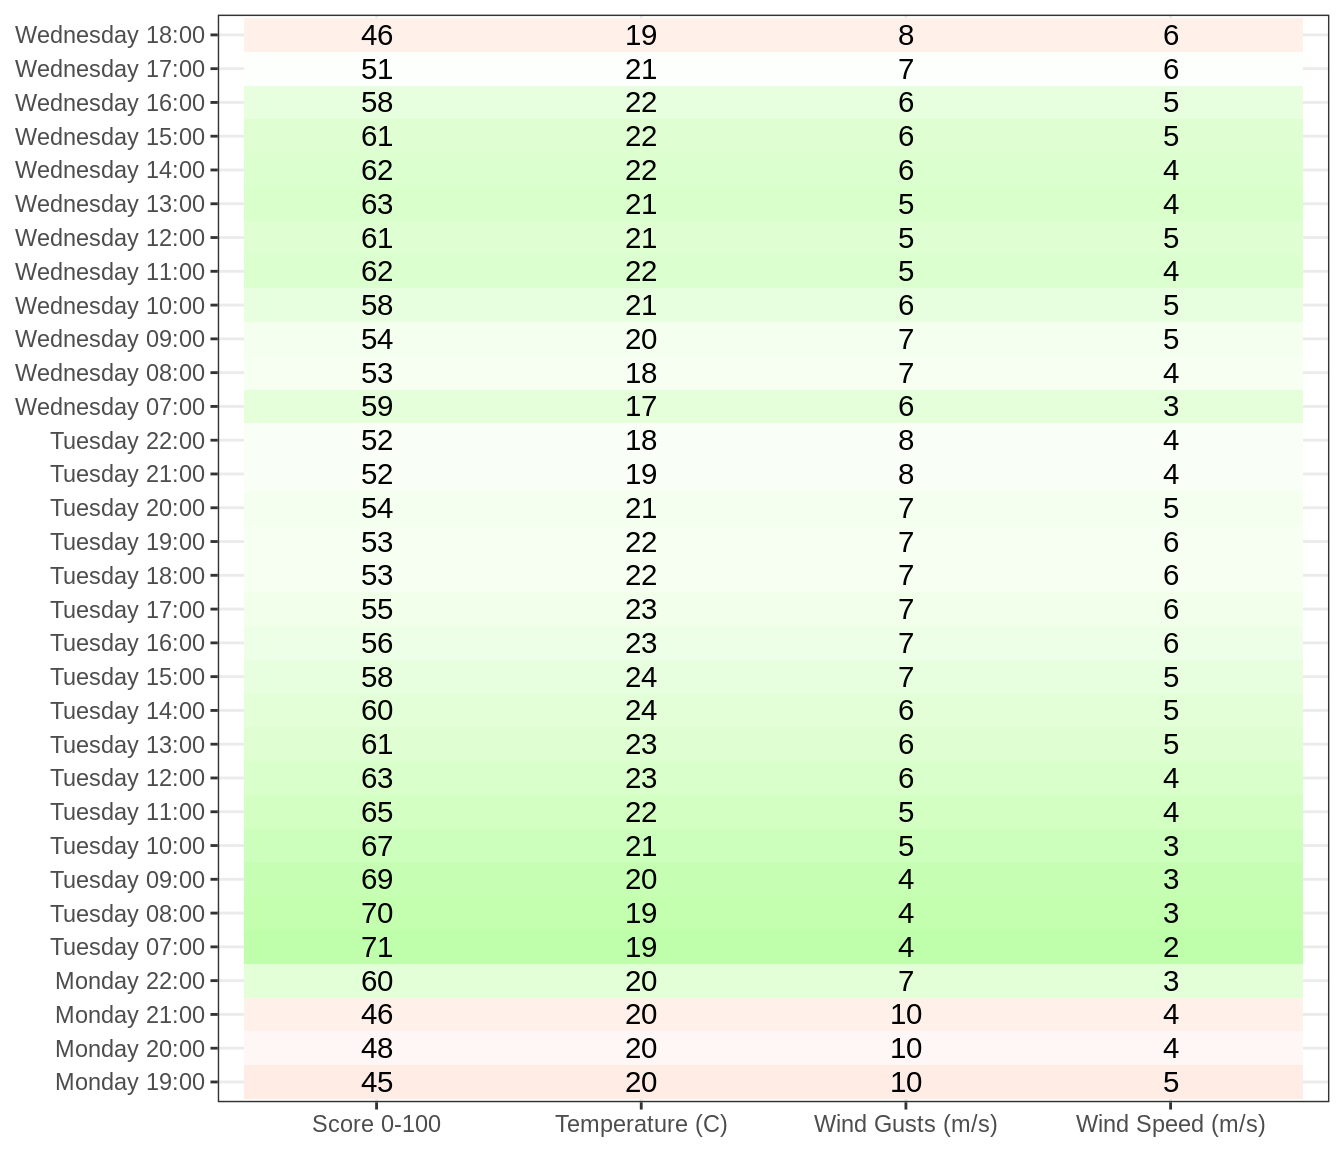 Wednesday 18:00 46 19 8 6
Wednesday 17:00 51 21 7 6
Wednesday 16:00 58 22 6 5
Wednesday 15:00 61 22 6 5
Wednesday 14:00 62 22 6 4
Wednesday 13:00 63 21 5 4
Wednesday 12:00 61 21 5 5
Wednesday 11:00 62 22 5 4
Wednesday 10:00 58 21 6 5
Wednesday 09:00 54 20 7 5
Wednesday 08:00 53 18 7 4
Wednesday 07:00 59 17 6 3
Tuesday 22:00 52 18 8 4
Tuesday 21:00 52 19 8 4
Tuesday 20:00 54 21 7 5
Tuesday 19:00 53 22 7 6
Tuesday 18:00 53 22 7 6
Tuesday 17:00 55 23 7 6
Tuesday 16:00 56 23 7 6
Tuesday 15:00 58 24 7 5
Tuesday 14:00 60 24 6 5
Tuesday 13:00 61 23 6 5
Tuesday 12:00 63 23 6 4
Tuesday 11:00 65 22 5 4
Tuesday 10:00 67 21 5 3
Tuesday 09:00 69 20 4 3
Tuesday 08:00 70 19 4 3
Tuesday 07:00 71 19 4 2
Monday 22:00 60 20 7 3
Monday 21:00 46 20 10 4
Monday 20:00 48 20 10 4
Monday 19:00 45 20 10 5
Score 0-100 Temperature (C) Wind Gusts (m/s) Wind Speed (m/s)